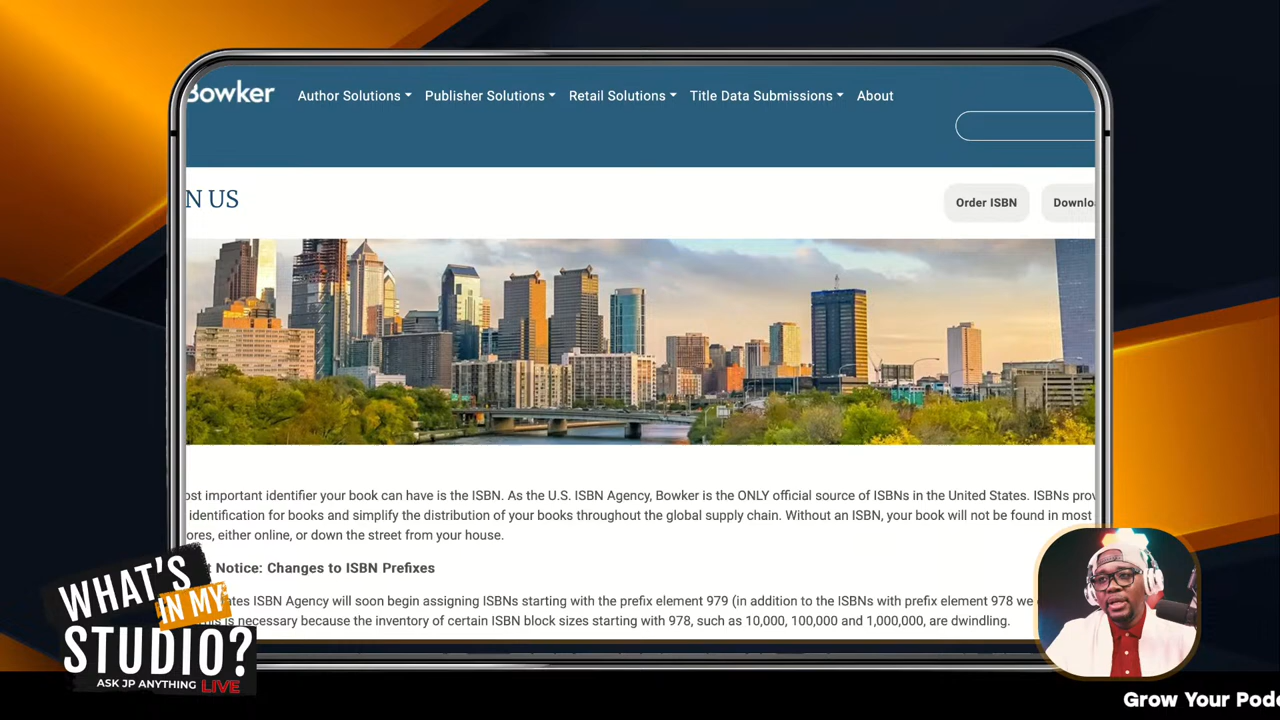 Bowker
Author Solutions Publisher Solutions Retail Solutions Title Data Submissions About
N US
Order ISBN
ost important identifier your book can have is the ISBN. As the U.S. ISBN Agency, Bowker is the ONLY official source of ISBNs in the United States. ISBNs prov
identification for books and simplify the distribution of your books throughout the global supply chain. Without an ISBN, your book will not be found in most
ores, either online, or down the street from your house.
Notice: Changes to ISBN Prefixes
ates ISBN Agency will soon begin assigning ISBNs starting with the prefix element 979 (in addition to the ISBNs with prefix element 978 we
is necessary because the inventory of certain ISBN block sizes starting with 978, such as 10,000, 100,000 and 1,000,000, are dwindling.
WHAT'S
IN MY
STUDIO?
ASK JP ANYTHING LIVE
Grow Your